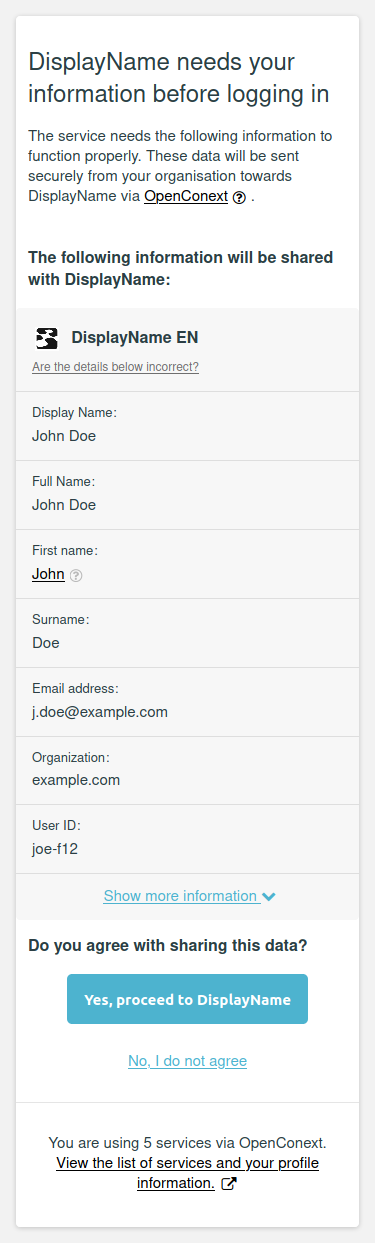 DisplayName needs your
information before logging in
The service needs the following information to
function properly. These data will be sent
securely from your organisation towards
DisplayName via OpenConext ? .
The following information will be shared
with DisplayName:
DisplayName EN
Are the details below incorrect?
Display Name:
John Doe
Full Name:
John Doe
First name:
John ?
Surname:
Doe
Email address:
j.doe@example.com
Organization:
example.com
User ID:
joe-f12
Show more information
Do you agree with sharing this data?
Yes, proceed to DisplayName
No, I do not agree
You are using 5 services via OpenConext.
View the list of services and your profile
information.